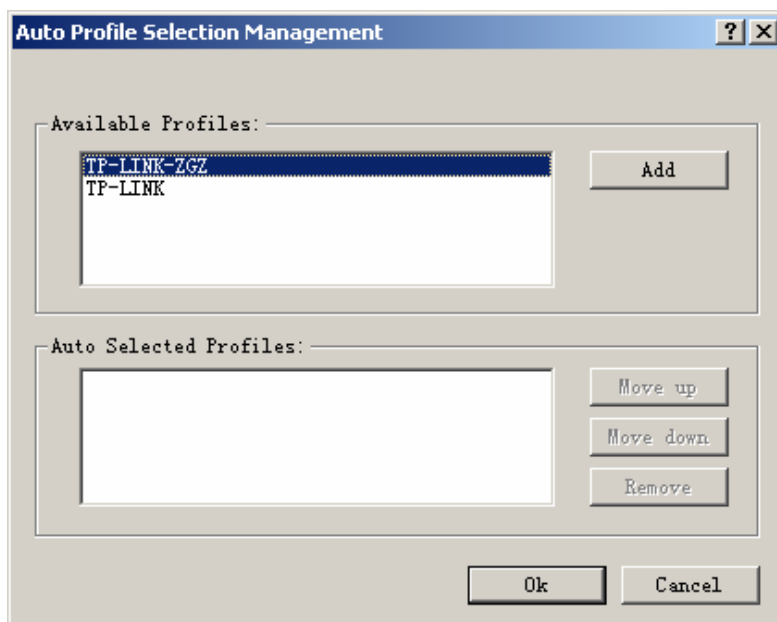 Auto Profile Selection Management
Available Profiles:
TP-LINK-ZGZ
TP-LINK
Add
Auto Selected Profiles:
Move up
Move down
Remove
Ok
Cancel